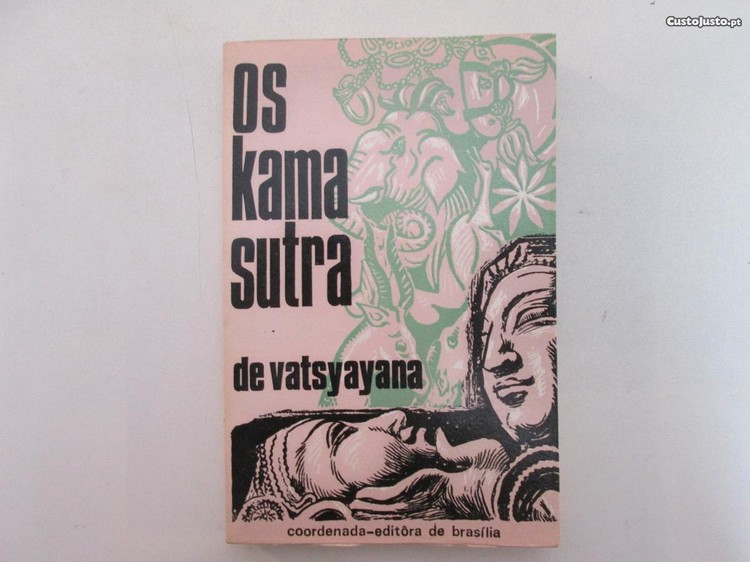 CustoJusto.pt
os
kama
sutra
de vatsyayana
coordenada-editôra de brasília